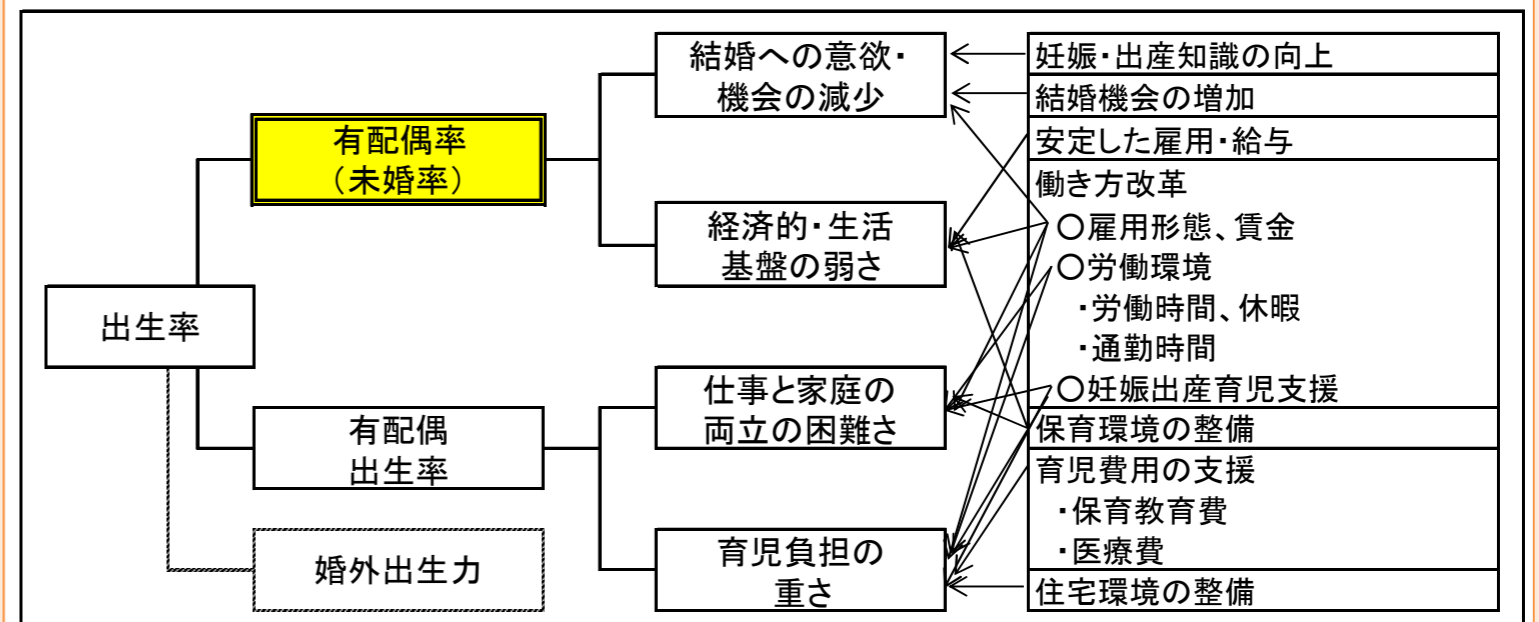 出生率
有配偶率
（未婚率）
有配偶
出生率
婚外出生力
結婚への意欲・
機会の減少
経済的・生活
基盤の弱さ
仕事と家庭の
両立の困難さ
育児負担の
重さ
妊娠・出産知識の向上
結婚機会の増加
安定した雇用・給与
働き方改革
○雇用形態、賃金
○労働環境
・労働時間、休暇
・通勤時間
○妊娠出産育児支援
保育環境の整備
育児費用の支援
・保育教育費
・医療費
住宅環境の整備